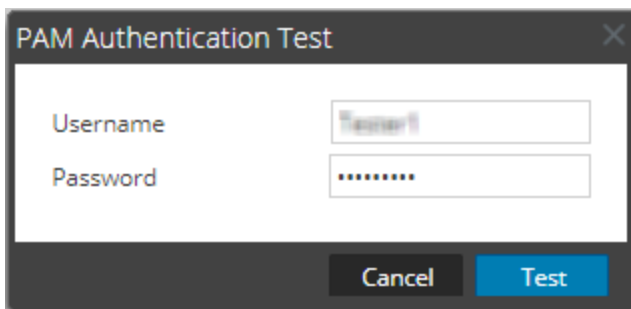 PAM Authentication Test
Username
Password •••••••••
Cancel Test